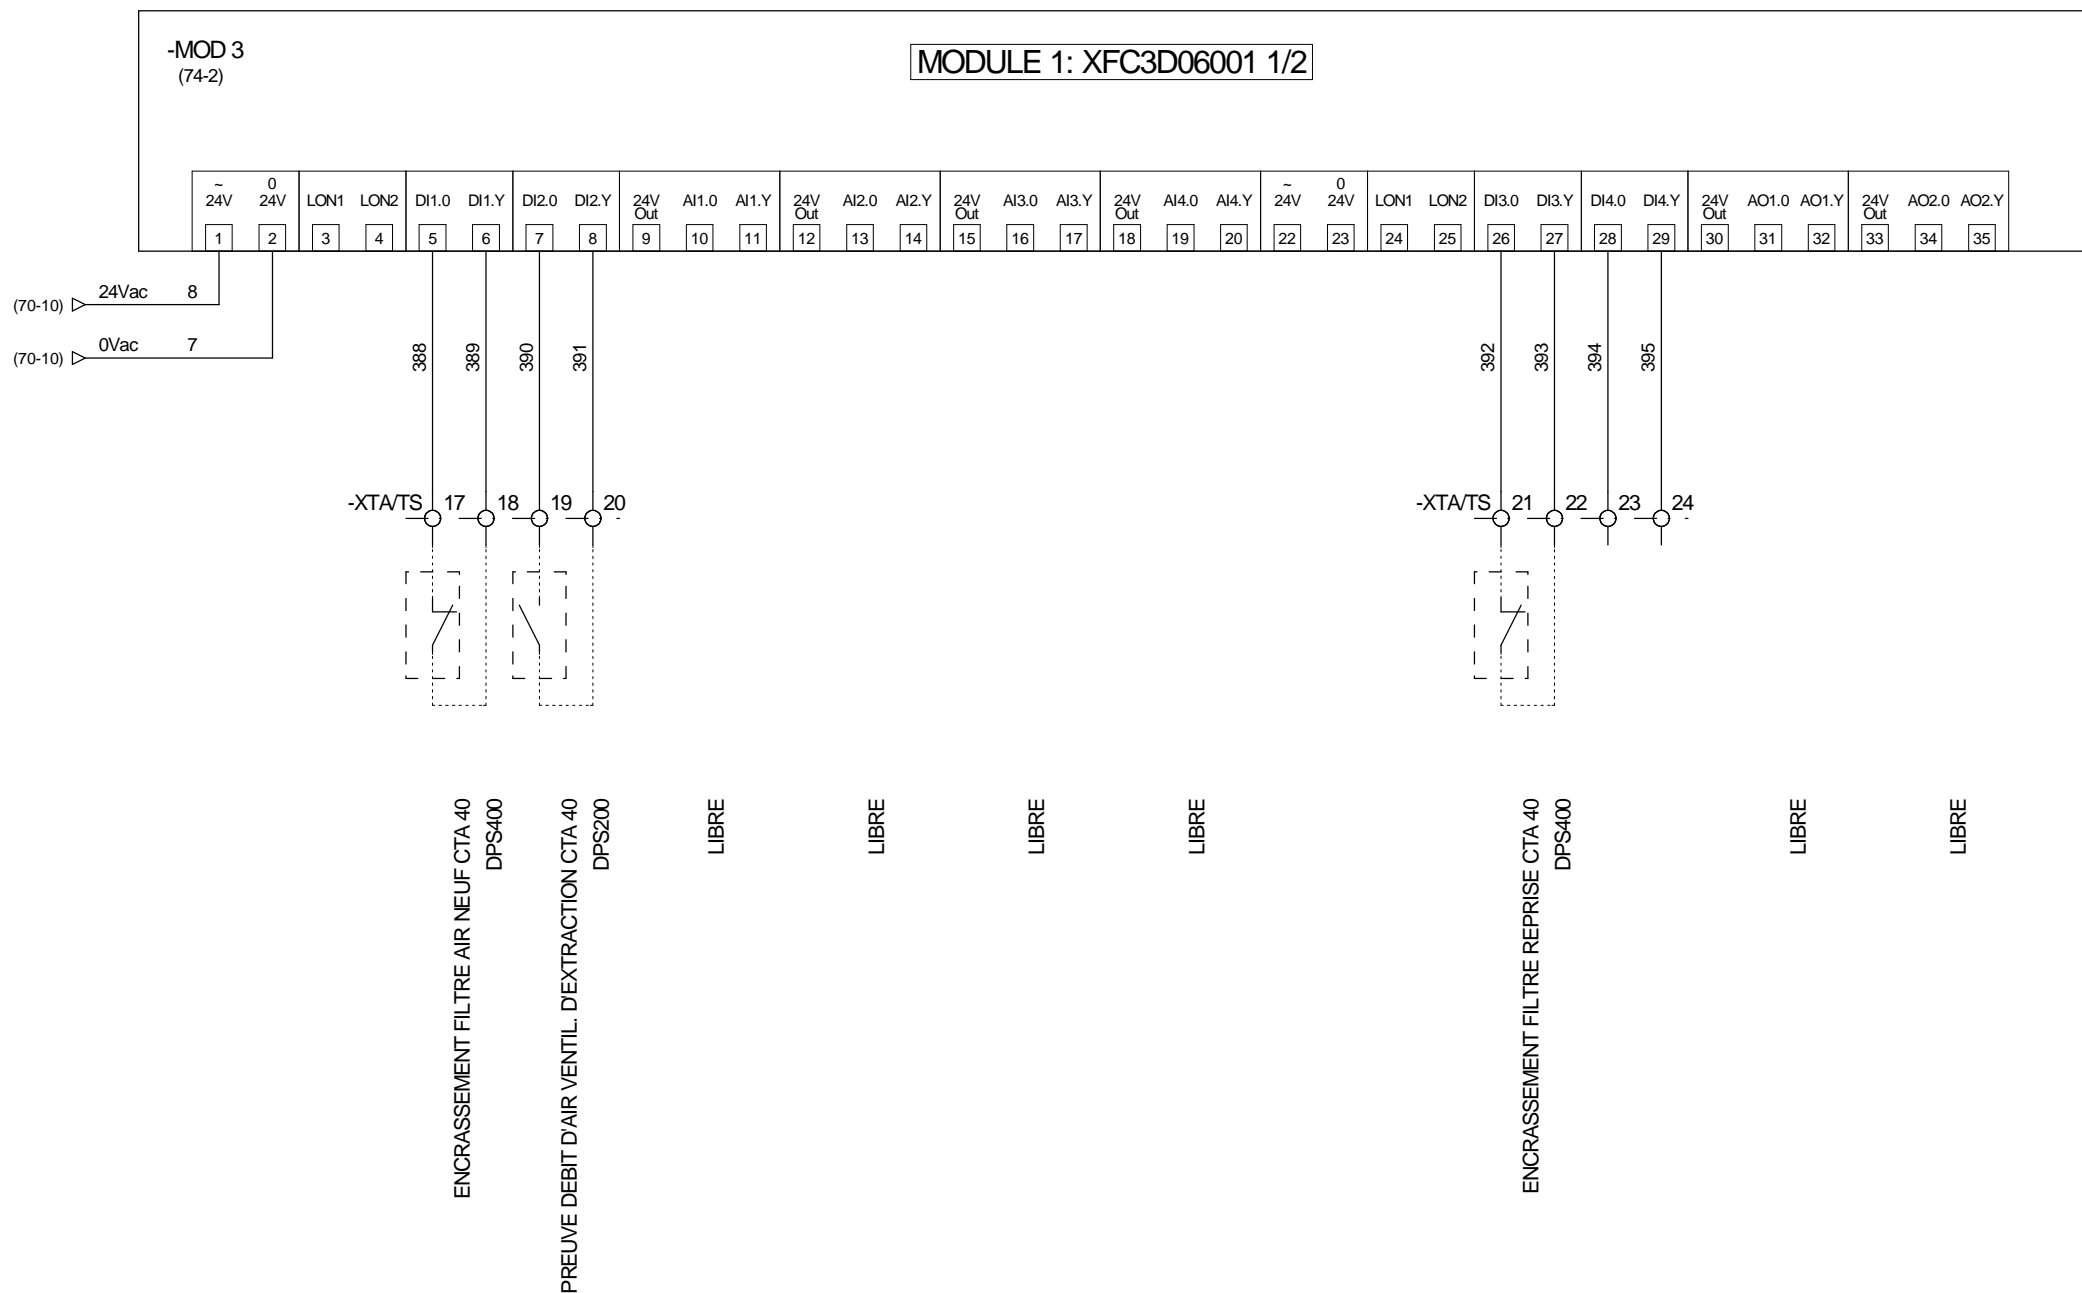 -MOD 3
(74-2)
MODULE 1: XFC3D06001 1/2
~ 24V
0 24V
LON1
LON2
DI1.0
DI1.Y
DI2.0
DI2.Y
24V Out
AI1.0
AI1.Y
24V Out
AI2.0
AI2.Y
24V Out
AI3.0
AI3.Y
24V Out
AI4.0
AI4.Y
~ 24V
0 24V
LON1
LON2
DI3.0
DI3.Y
DI4.0
DI4.Y
24V Out
AO1.0
AO1.Y
24V Out
AO2.0
AO2.Y
1 2 3 4 5 6 7 8 9 10 11 12 13 14 15 16 17 18 19 20 22 23 24 25 26 27 28 29 30 31 32 33 34 35
(70-10) 24Vac 8
(70-10) 0Vac 7
388
389
390
391
392
393
394
395
-XTA/TS 17 18 19 20
-XTA/TS 21 22 23 24
ENCRASSEMENT FILTRE AIR NEUF CTA 40
DPS400
PREUVE DEBIT D'AIR VENTIL. D'EXTRACTION CTA 40
DPS200
LIBRE
LIBRE
LIBRE
LIBRE
ENCRASSEMENT FILTRE REPRISE CTA 40
DPS400
LIBRE
LIBRE